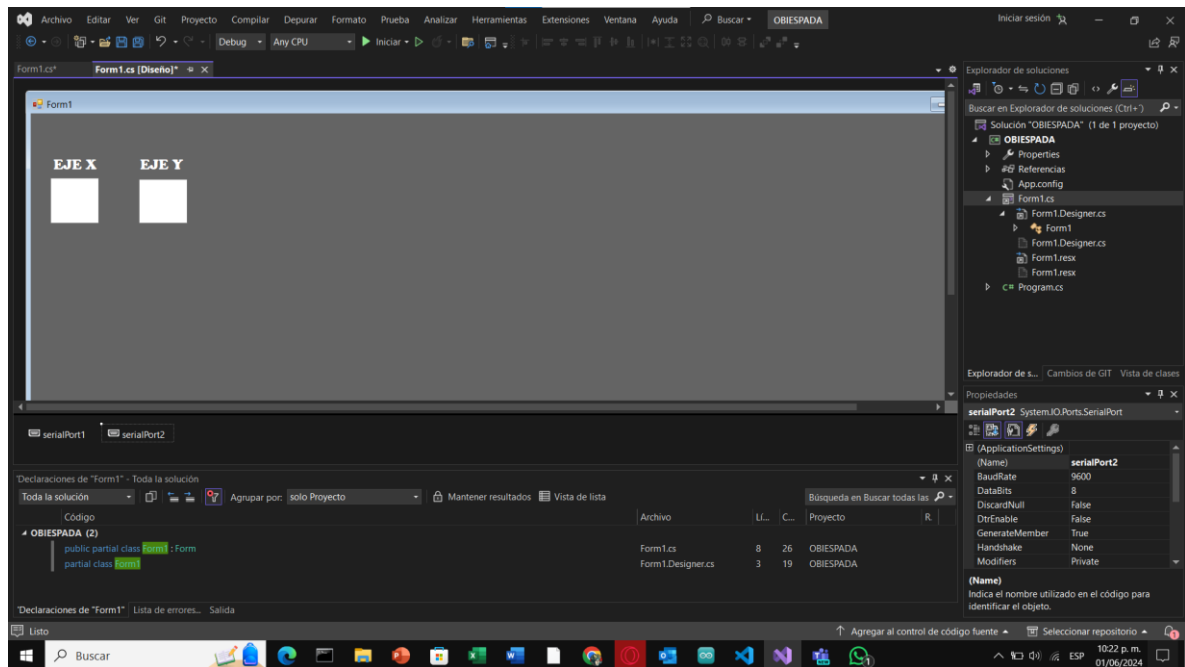 Archivo Editar Ver Git Proyecto Compilar Depurar Formato Prueba Analizar Herramientas Extensiones Ventana Ayuda Buscar OBIESPADA Iniciar sesión
Debug Any CPU Iniciar
Form1.cs* Form1.cs [Diseño]*
Form1
EJE X EJE Y
serialPort1 serialPort2
"Declaraciones de "Form1" - Toda la solución
Toda la solución Agrupar por: solo Proyecto Mantener resultados Vista de lista Búsqueda en Buscar todas las
Código Archivo Lí... C... Proyecto R.
OBIESPADA (2)
public partial class Form1 : Form Form1.cs 8 26 OBIESPADA
partial class Form1 Form1.Designer.cs 3 19 OBIESPADA
"Declaraciones de "Form1" Lista de errores... Salida
Explorador de soluciones
Buscar en Explorador de soluciones (Ctrl+´)
Solución "OBIESPADA" (1 de 1 proyecto)
OBIESPADA
Properties
Referencias
App.config
Form1.cs
Form1.Designer.cs
Form1
Form1.Designer.cs
Form1.resx
Form1.resx
C# Program.cs
Explorador de s... Cambios de GIT Vista de clases
Propiedades
serialPort2 System.IO.Ports.SerialPort
(ApplicationSettings)
(Name) serialPort2
BaudRate 9600
DataBits 8
DiscardNull False
DtrEnable False
GenerateMember True
Handshake None
Modifiers Private
(Name)
Indica el nombre utilizado en el código para
identificar el objeto.
Listo Agregar al control de código fuente Seleccionar repositorio
Buscar ESP 10:22 p. m.
01/06/2024